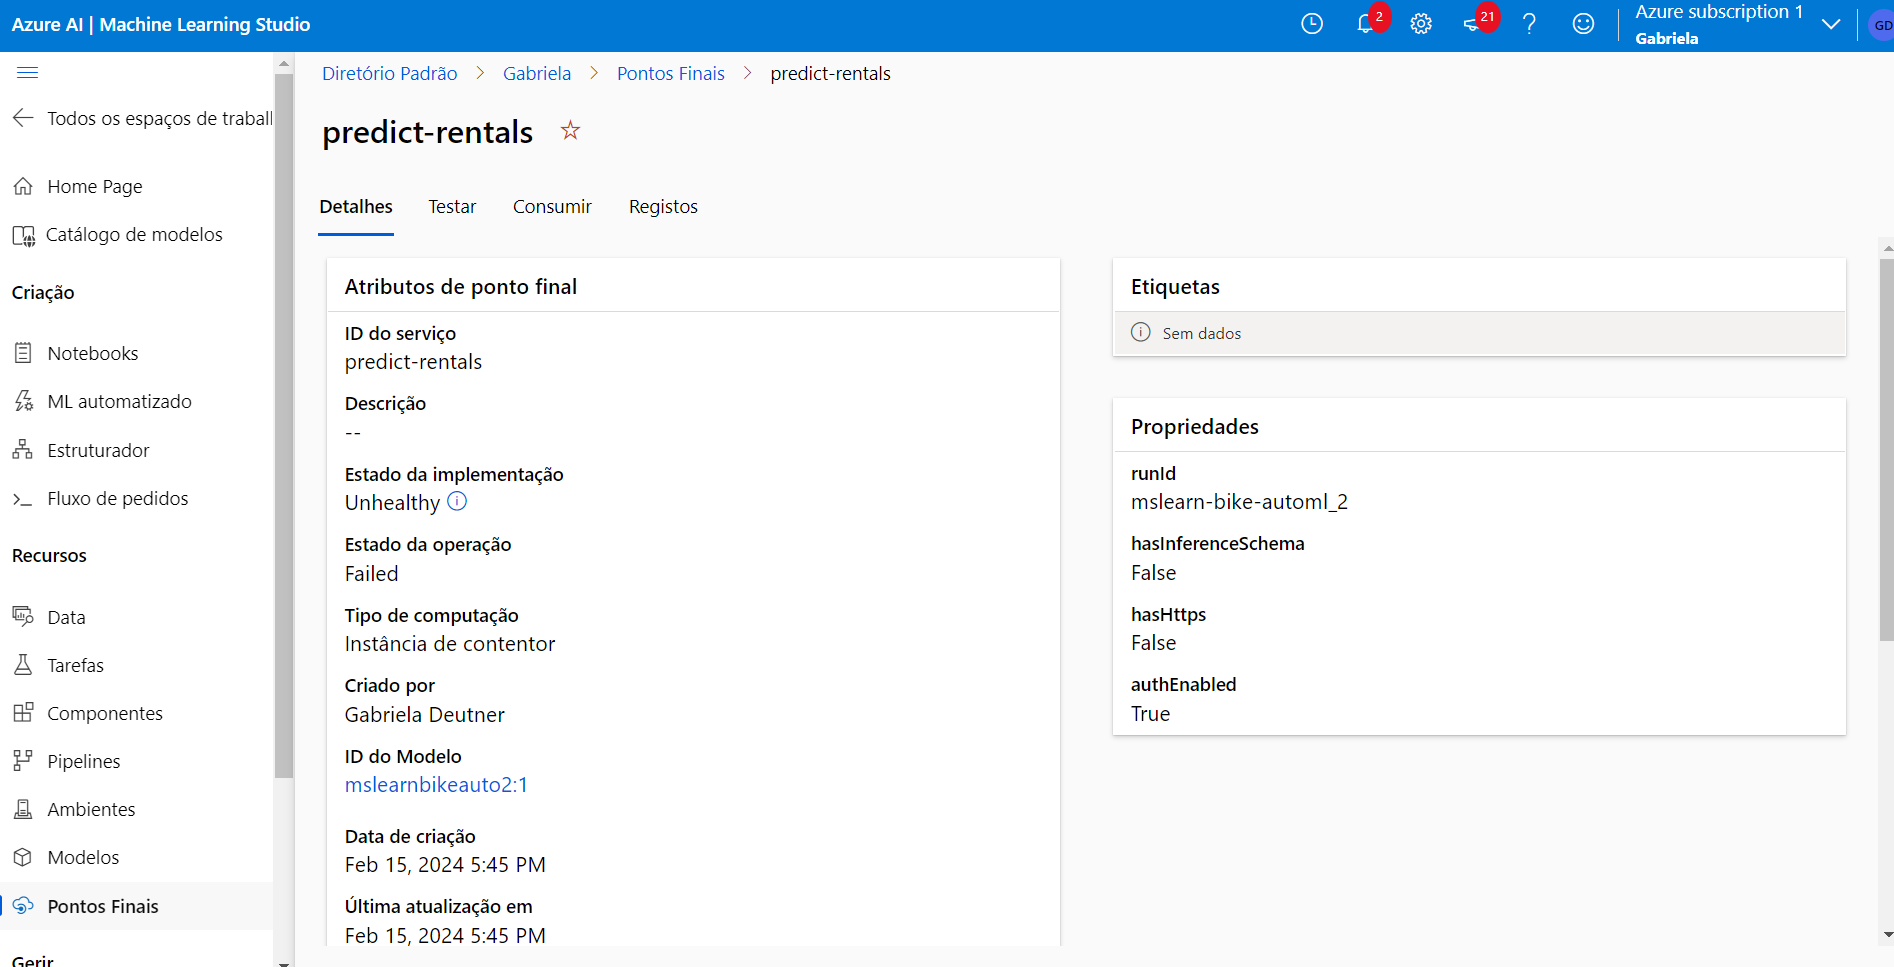 Azure AI | Machine Learning Studio
2
21
Azure subscription 1
Gabriela
GD
Todos os espaços de traball
Home Page
Catálogo de modelos
Criação
Notebooks
ML automatizado
Estruturador
Fluxo de pedidos
Recursos
Data
Tarefas
Componentes
Pipelines
Ambientes
Modelos
Pontos Finais
Gerir
Diretório Padrão > Gabriela > Pontos Finais > predict-rentals
predict-rentals
Detalhes Testar Consumir Registos
Atributos de ponto final
ID do serviço
predict-rentals
Descrição
--
Estado da implementação
Unhealthy
Estado da operação
Failed
Tipo de computação
Instância de contentor
Criado por
Gabriela Deutner
ID do Modelo
mslearnbikeauto2:1
Data de criação
Feb 15, 2024 5:45 PM
Última atualização em
Feb 15, 2024 5:45 PM
Etiquetas
Sem dados
Propriedades
runId
mslearn-bike-automl_2
hasInferenceSchema
False
hasHttps
False
authEnabled
True